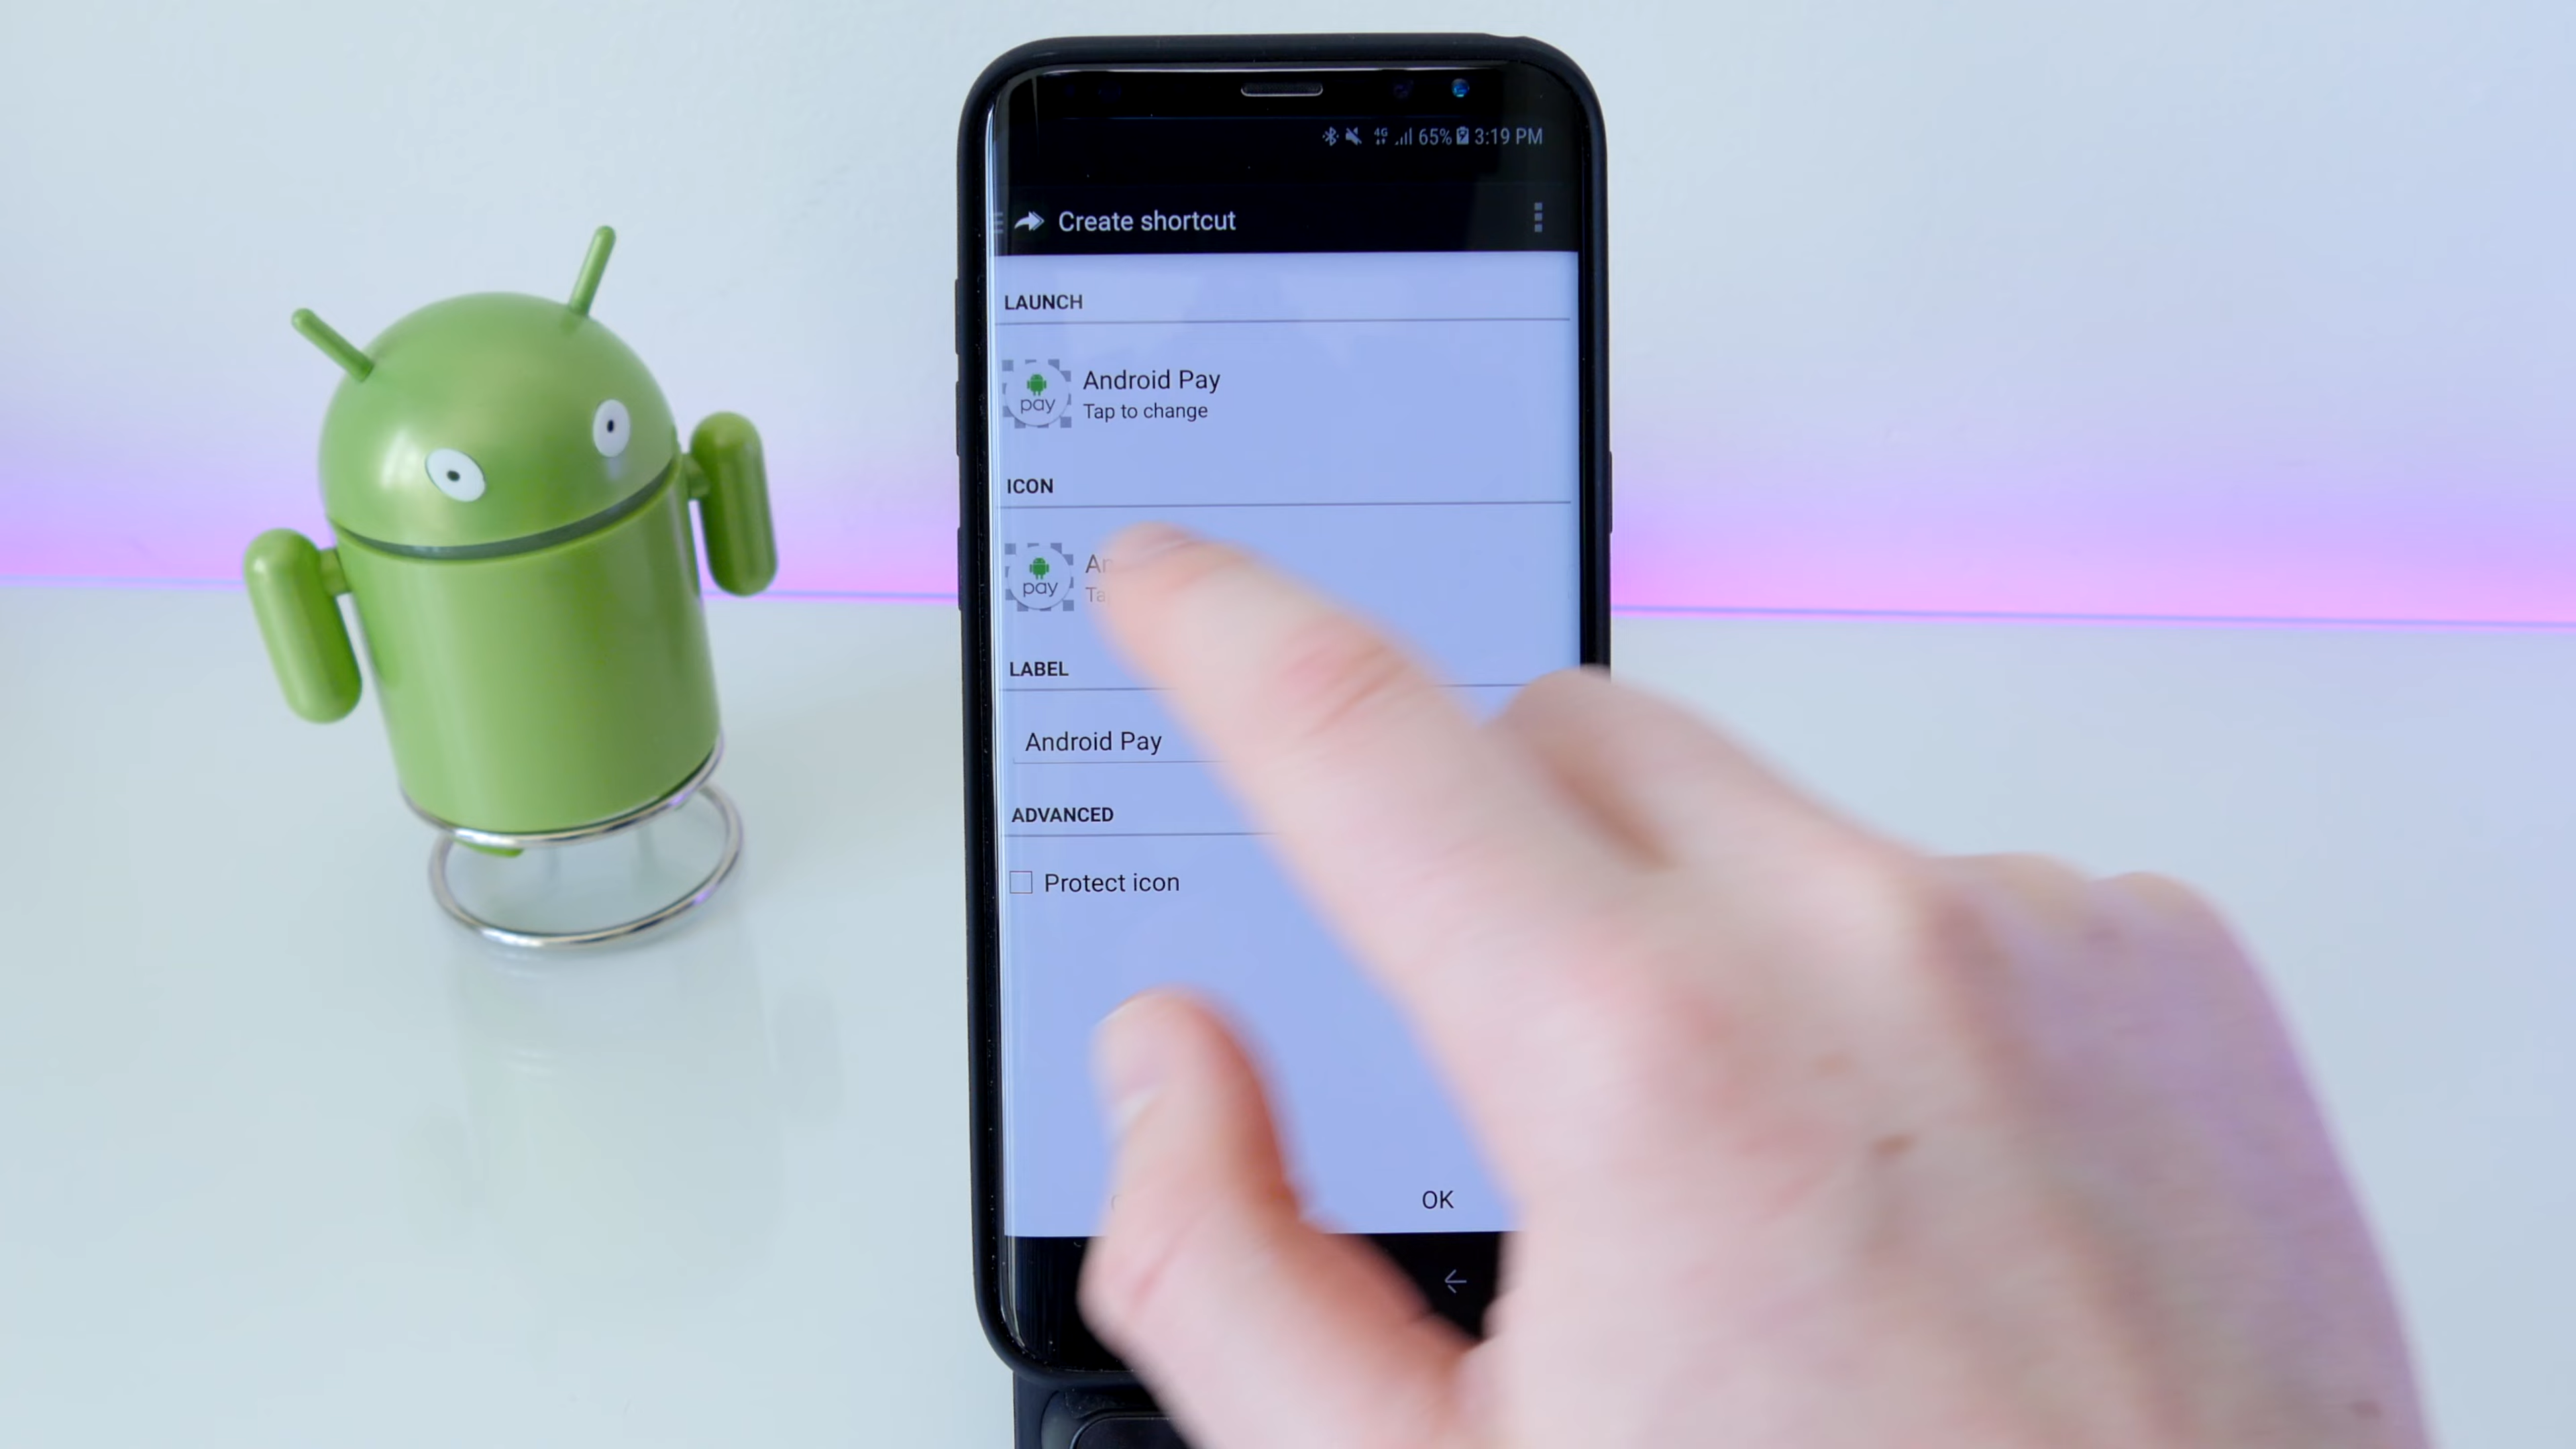 4G 65% 3:19 PM
Create shortcut
LAUNCH
pay
Android Pay
Tap to change
ICON
pay
LABEL
Android Pay
ADVANCED
Protect icon
OK